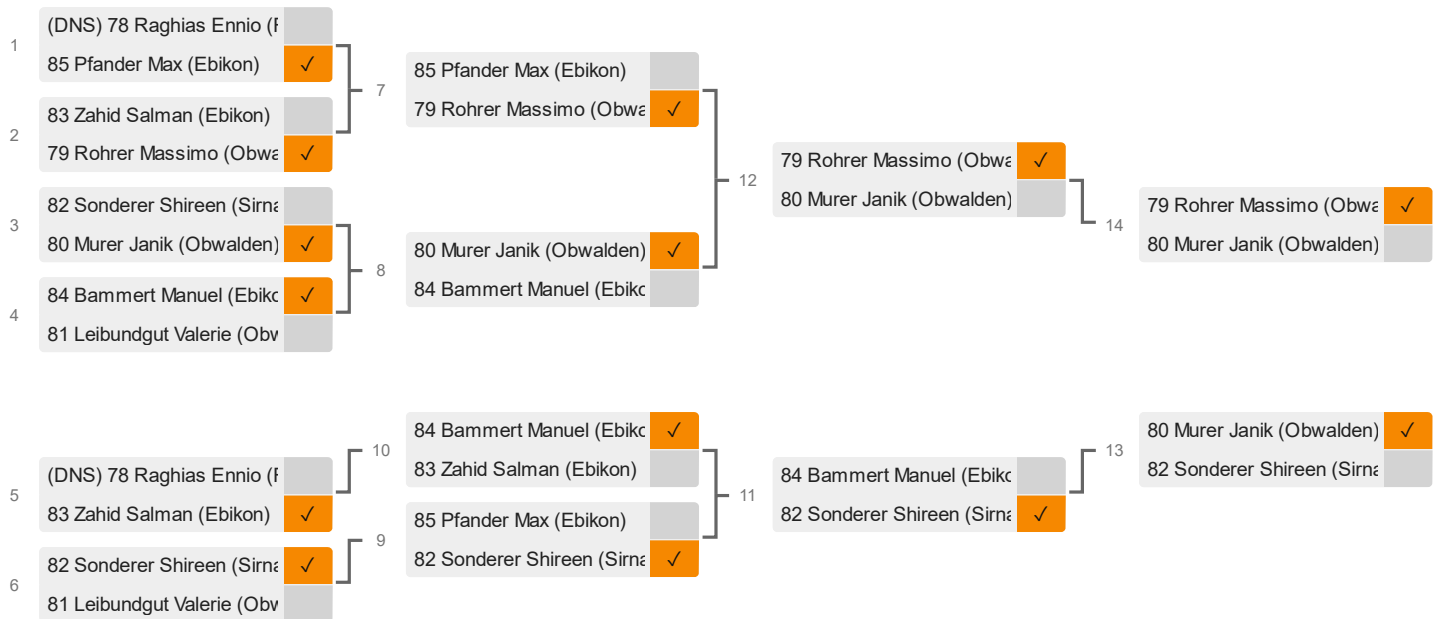 1
(DNS) 78 Raghias Ennio (F
85 Pfander Max (Ebikon) ✓
2
83 Zahid Salman (Ebikon)
79 Rohrer Massimo (Obwa ✓
3
82 Sonderer Shireen (Sirna
80 Murer Janik (Obwalden) ✓
4
84 Bammert Manuel (Ebiko ✓
81 Leibundgut Valerie (Obw
7
85 Pfander Max (Ebikon)
79 Rohrer Massimo (Obwa ✓
8
80 Murer Janik (Obwalden) ✓
84 Bammert Manuel (Ebiko
12
79 Rohrer Massimo (Obwa ✓
80 Murer Janik (Obwalden)
14
79 Rohrer Massimo (Obwa ✓
80 Murer Janik (Obwalden)
5
(DNS) 78 Raghias Ennio (F
83 Zahid Salman (Ebikon) ✓
6
82 Sonderer Shireen (Sirna ✓
81 Leibundgut Valerie (Obw
10
84 Bammert Manuel (Ebiko ✓
83 Zahid Salman (Ebikon)
9
85 Pfander Max (Ebikon)
82 Sonderer Shireen (Sirna ✓
11
84 Bammert Manuel (Ebiko
82 Sonderer Shireen (Sirna ✓
13
80 Murer Janik (Obwalden) ✓
82 Sonderer Shireen (Sirna